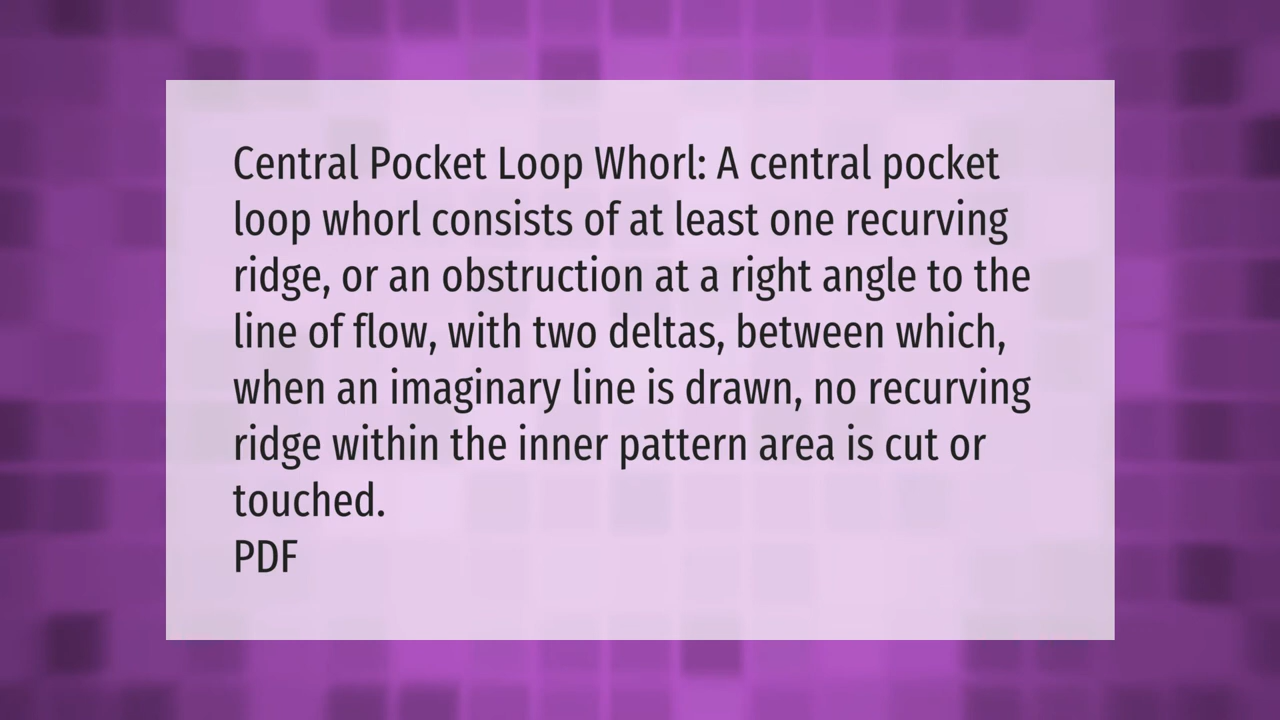 Central Pocket Loop Whorl: A central pocket
loop whorl consists of at least one recurving
ridge, or an obstruction at a right angle to the
line of flow, with two deltas, between which,
when an imaginary line is drawn, no recurving
ridge within the inner pattern area is cut or
touched.
PDF